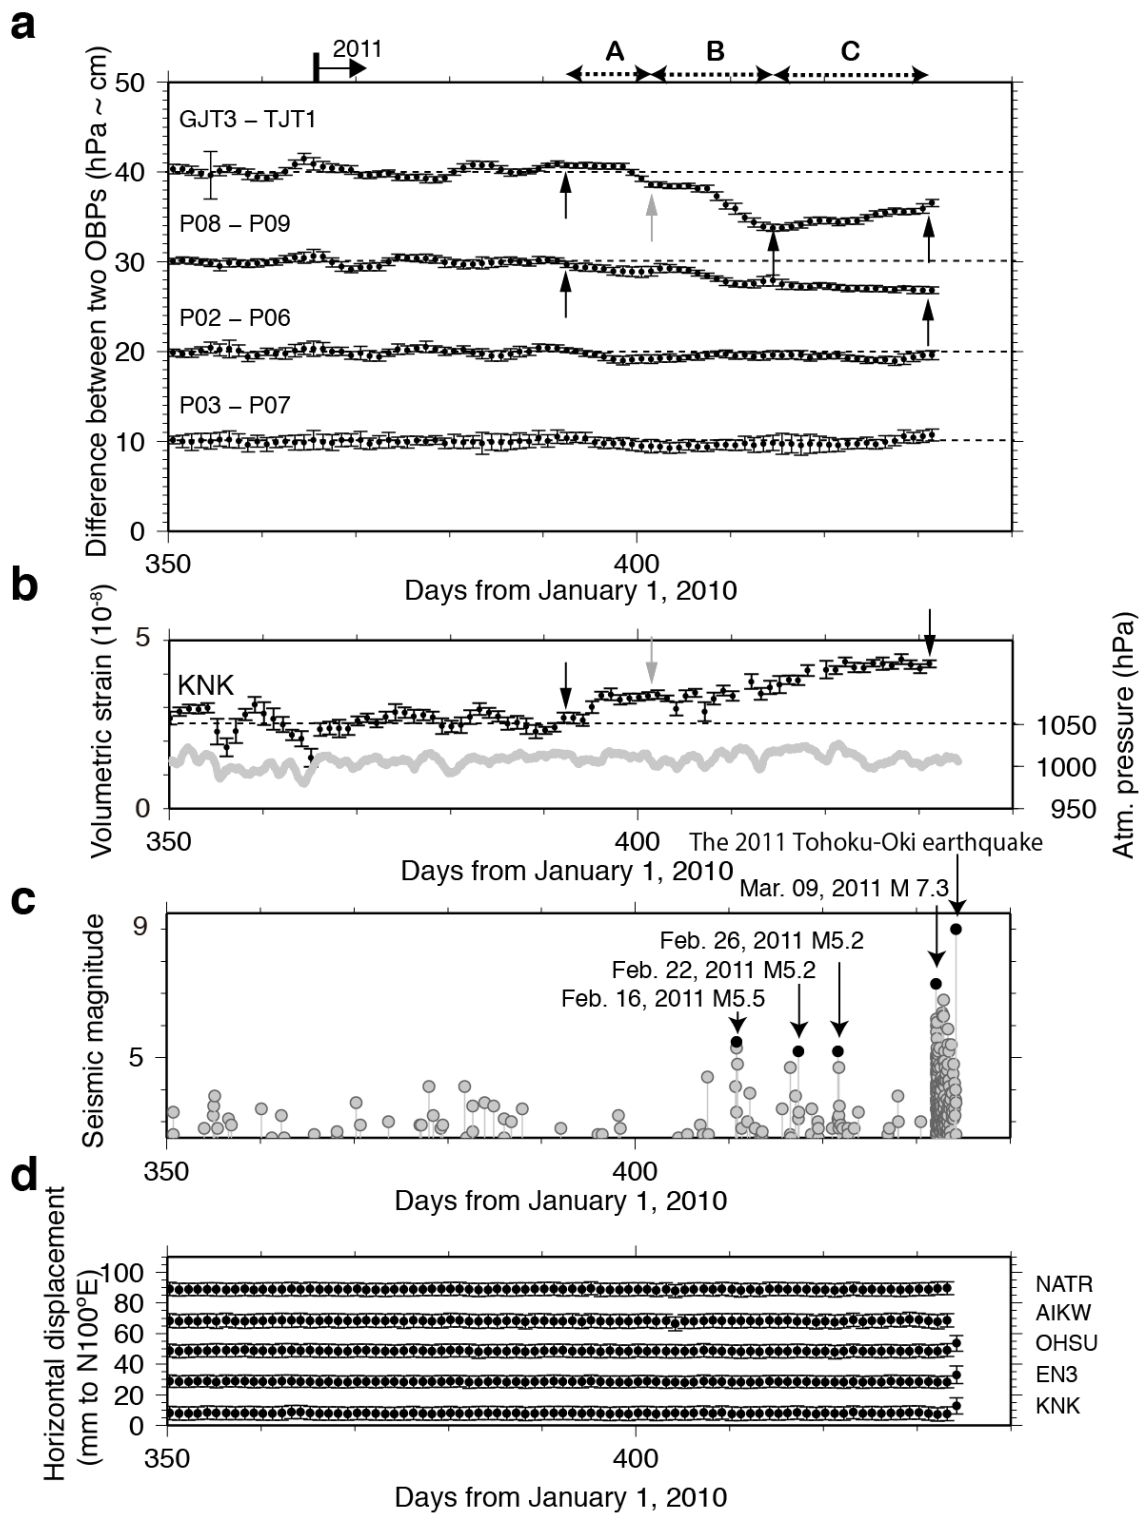 a
2011
A B C
Difference between two OBPs (hPa ~ cm)
50
GJT3 – TJT1
40
P08 – P09
30
P02 – P06
20
P03 – P07
10
0
350 400
Days from January 1, 2010
b
Volumetric strain (10-8)
Atm. pressure (hPa)
5
KNK
0
1050
1000
950
350 400
Days from January 1, 2010
The 2011 Tohoku-Oki earthquake
Mar. 09, 2011 M 7.3
c
Seismic magnitude
9
Feb. 26, 2011 M5.2
Feb. 22, 2011 M5.2
Feb. 16, 2011 M5.5
5
350 400
Days from January 1, 2010
d
Horizontal displacement
(mm to N100ºE)
100 NATR
80 AIKW
60 OHSU
40 EN3
20 KNK
0
350 400
Days from January 1, 2010